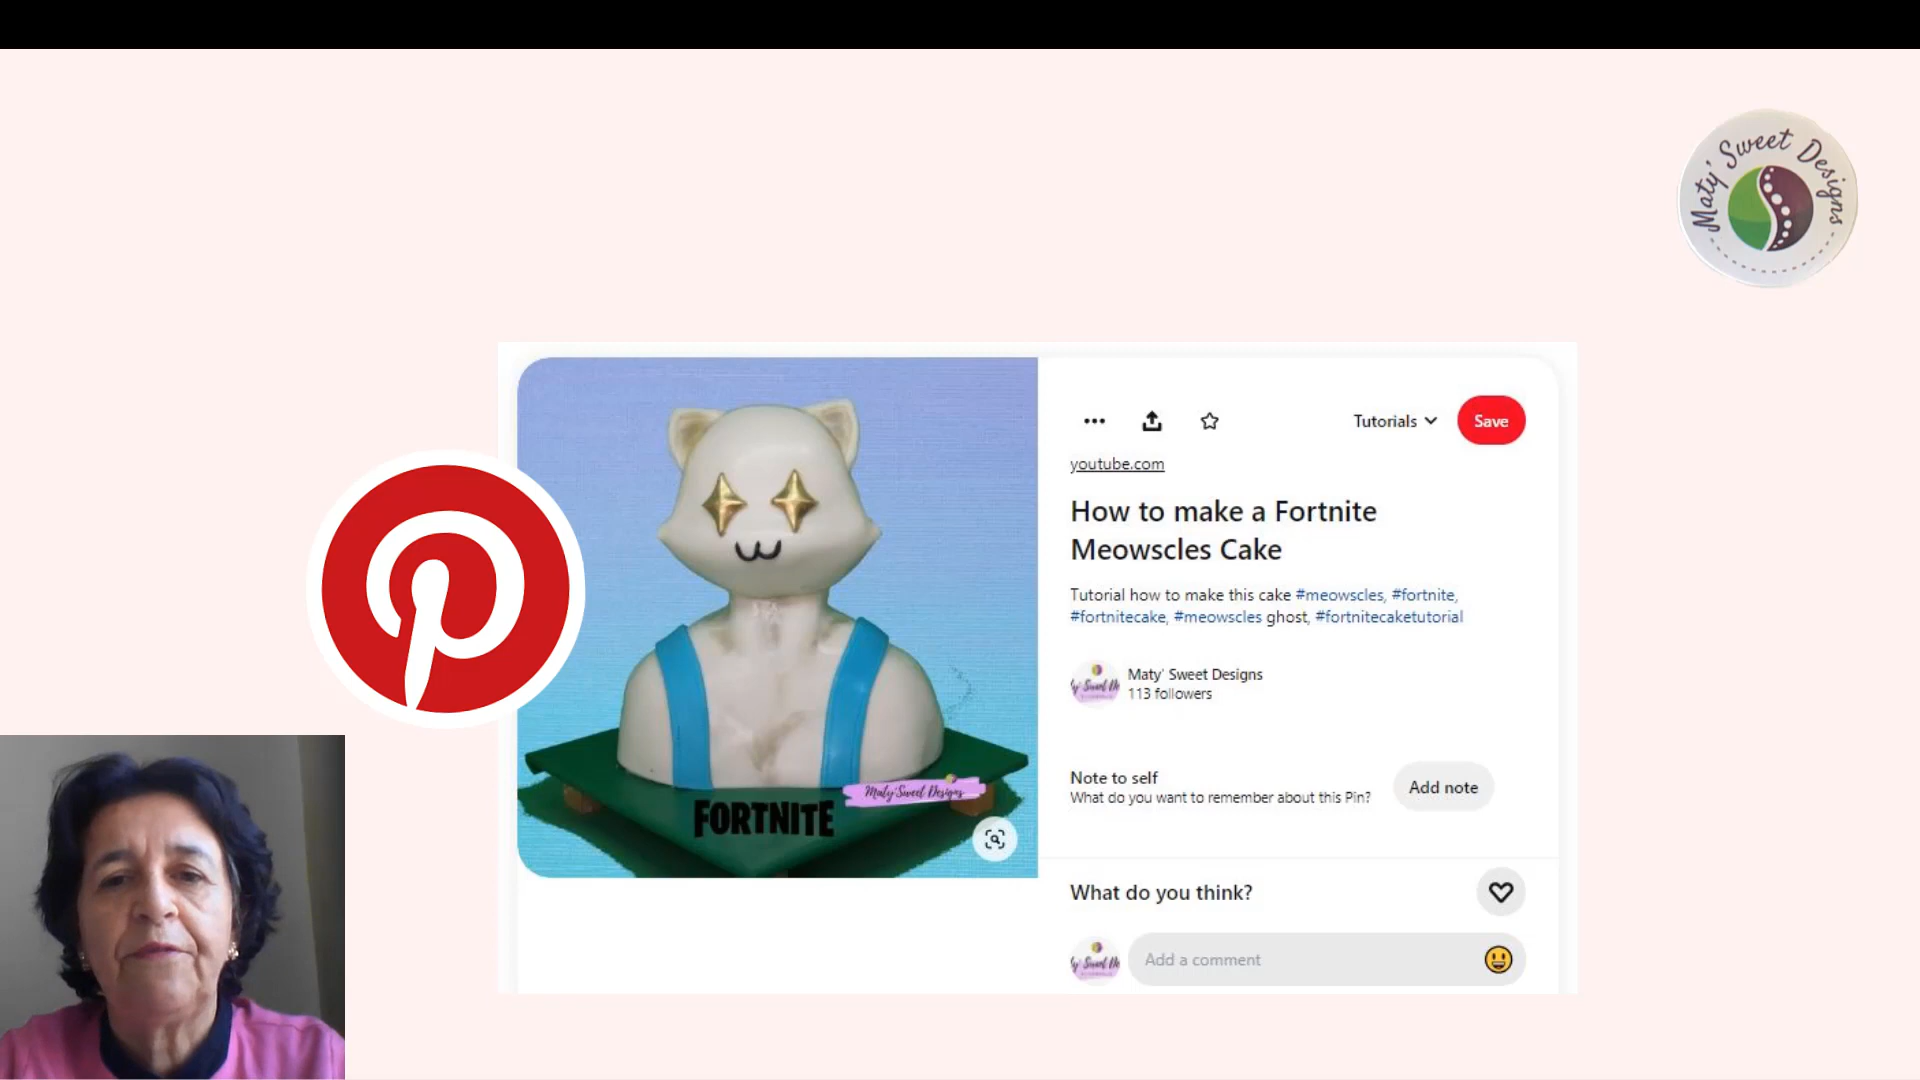 Maty' Sweet Designs
Tutorials
Save
youtube.com
How to make a Fortnite
Meowscles Cake
Tutorial how to make this cake #meowscles, #fortnite,
#fortnitecake, #meowscles ghost, #fortnitecaketutorial
Maty' Sweet Designs
113 followers
Maty' Sweet Designs
FORTNITE
Note to self
What do you want to remember about this Pin?
Add note
What do you think?
Add a comment